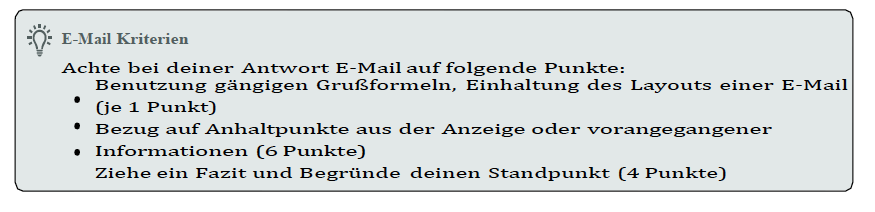 E-Mail Kriterien
Achte bei deiner Antwort E-Mail auf folgende Punkte:
Benutzung gängigen Grußformeln, Einhaltung des Layouts einer E-Mail
• (je 1 Punkt)
• Bezug auf Anhaltpunkte aus der Anzeige oder vorangegangener
• Informationen (6 Punkte)
Ziehe ein Fazit und Begründe deinen Standpunkt (4 Punkte)